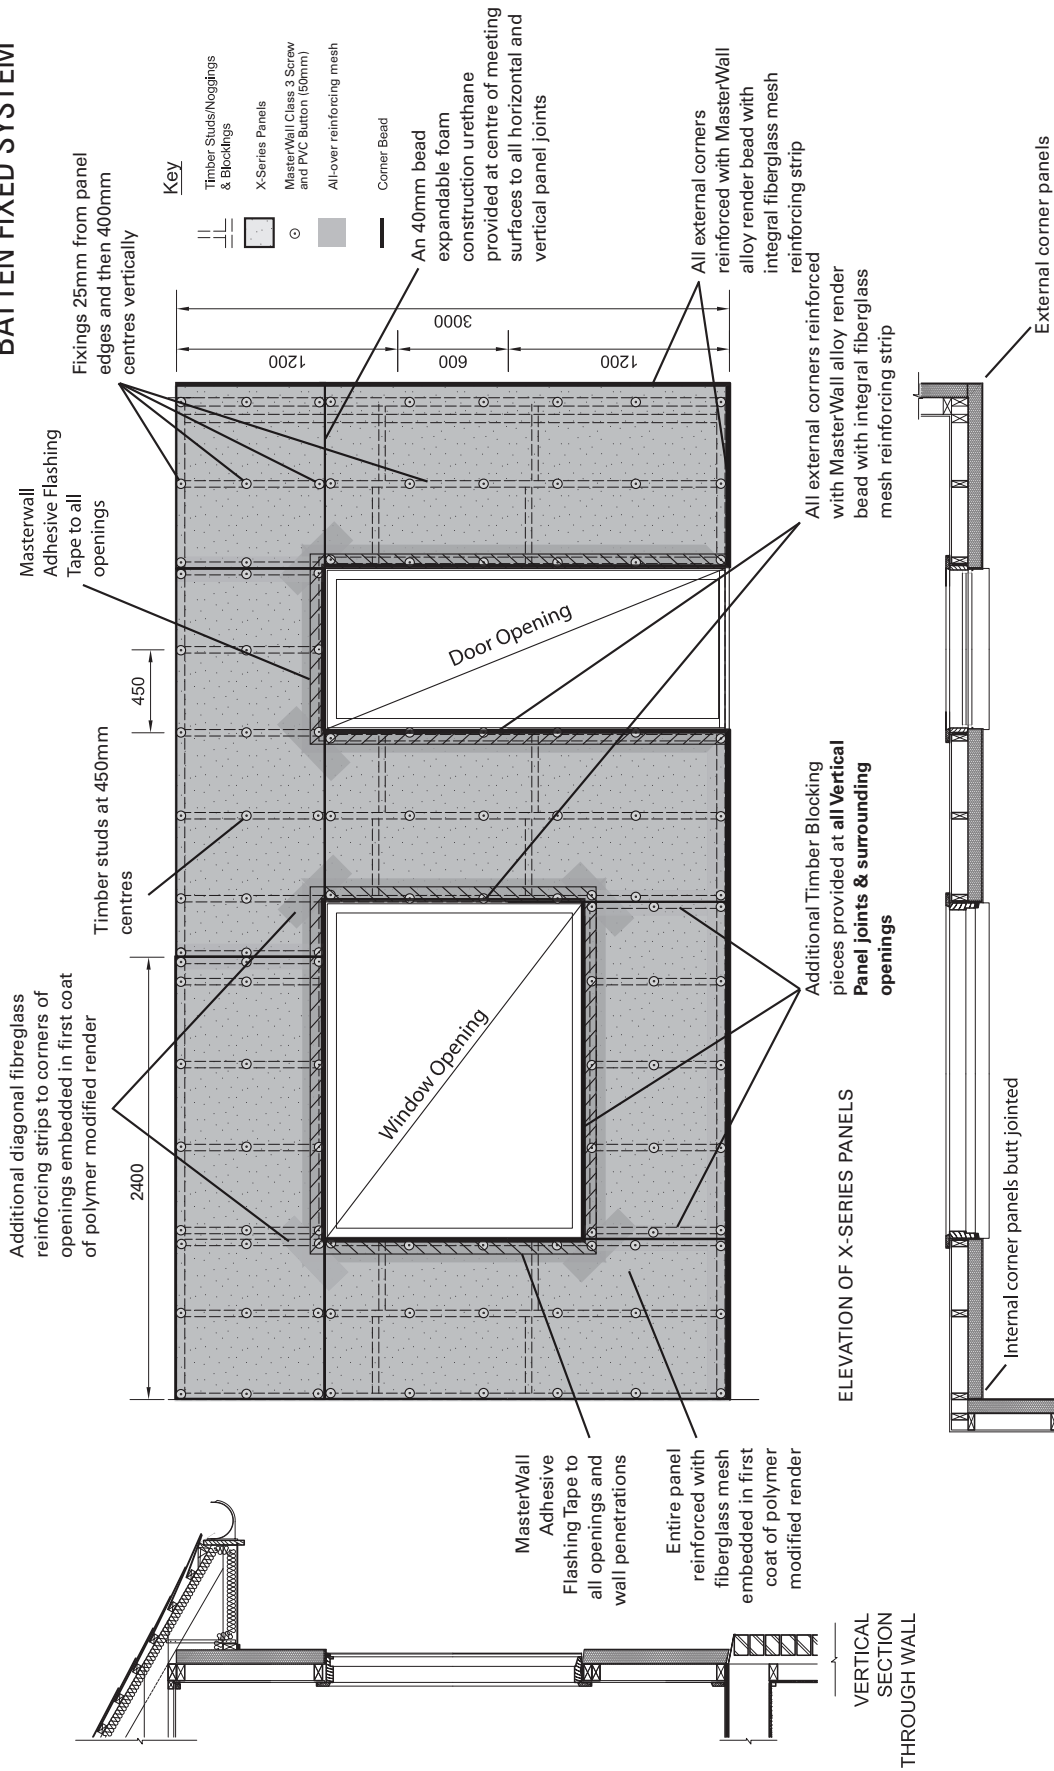 BATTEN FIXED SYSTEM
Additional diagonal fibreglass
reinforcing strips to corners of
openings embedded in first coat
of polymer modified render
Timber studs at 450mm
centres
Masterwall
Adhesive Flashing
Tape to all
openings
Fixings 25mm from panel
edges and then 400mm
centres vertically
Key
Timber Studs/Noggings
& Blockings
X-Series Panels
MasterWall Class 3 Screw
and PVC Button (50mm)
All-over reinforcing mesh
Corner Bead
An 40mm bead
expandable foam
construction urethane
provided at centre of meeting
surfaces to all horizontal and
vertical panel joints
2400
450
1200
600
1200
3000
Window Opening
Door Opening
All external corners
reinforced with MasterWall
alloy render bead with
integral fiberglass mesh
reinforcing strip
All external corners reinforced
with MasterWall alloy render
bead with integral fiberglass
mesh reinforcing strip
Additional Timber Blocking
pieces provided at all Vertical
Panel joints & surrounding
openings
MasterWall
Adhesive
Flashing Tape to
all openings and
wall penetrations
Entire panel
reinforced with
fiberglass mesh
embedded in first
coat of polymer
modified render
ELEVATION OF X-SERIES PANELS
VERTICAL
SECTION
THROUGH WALL
Internal corner panels butt jointed
External corner panels